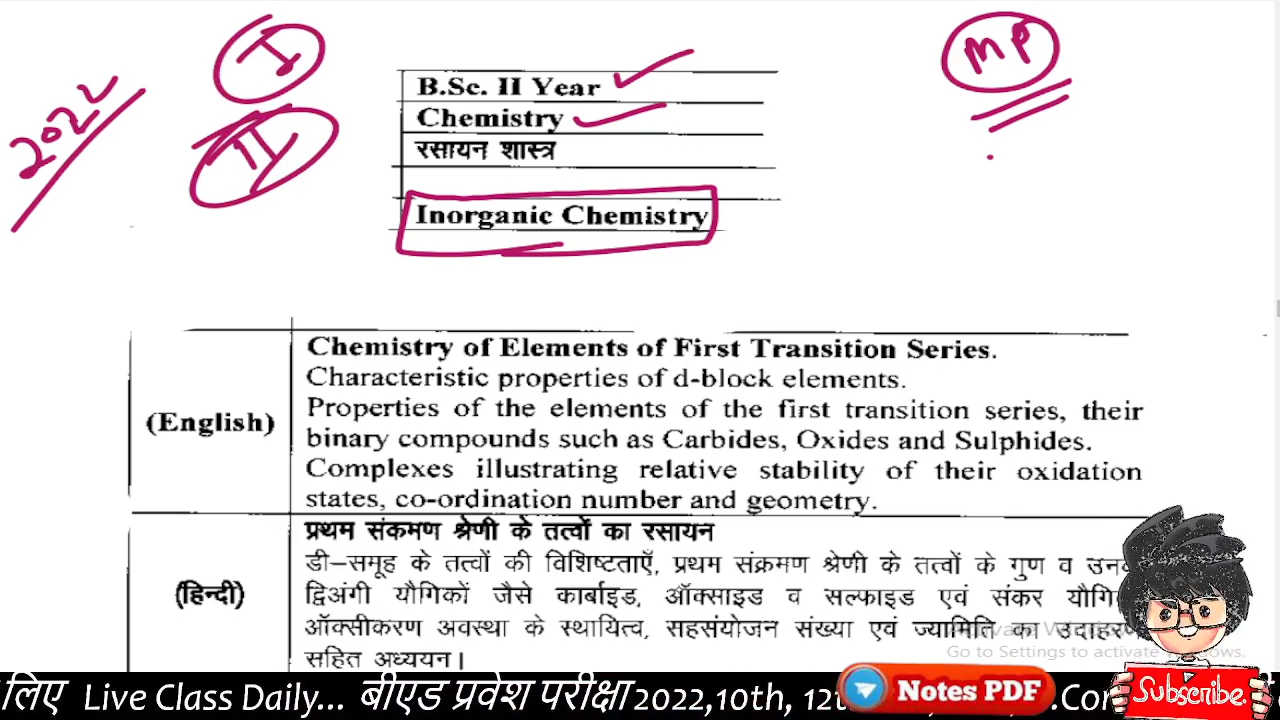 2022
I
II
MP
B.Sc. II Year
Chemistry
रसायन शास्त्र
Inorganic Chemistry
(English)
Chemistry of Elements of First Transition Series.
Characteristic properties of d-block elements.
Properties of the elements of the first transition series, their
binary compounds such as Carbides, Oxides and Sulphides.
Complexes illustrating relative stability of their oxidation
states, co-ordination number and geometry.
(हिन्दी)
प्रथम संकमण श्रेणी के तत्वों का रसायन
डी–समूह के तत्वों की विशिष्टताएँ, प्रथम संक्रमण श्रेणी के तत्वों के गुण व
द्विअंगी यौगिकों जैसे कार्बाइड, ऑक्साइड व सल्फाइड एवं संकर
ऑक्सीकरण अवस्था के स्थायित्व, सहसंयोजन संख्या एवं ज्यामिति का
सहित अध्ययन।
Go to Settings to activate
लिए Live Class Daily... बीएड प्रवेश परीक्षा 2022,10th,
Notes PDF
Subscribe